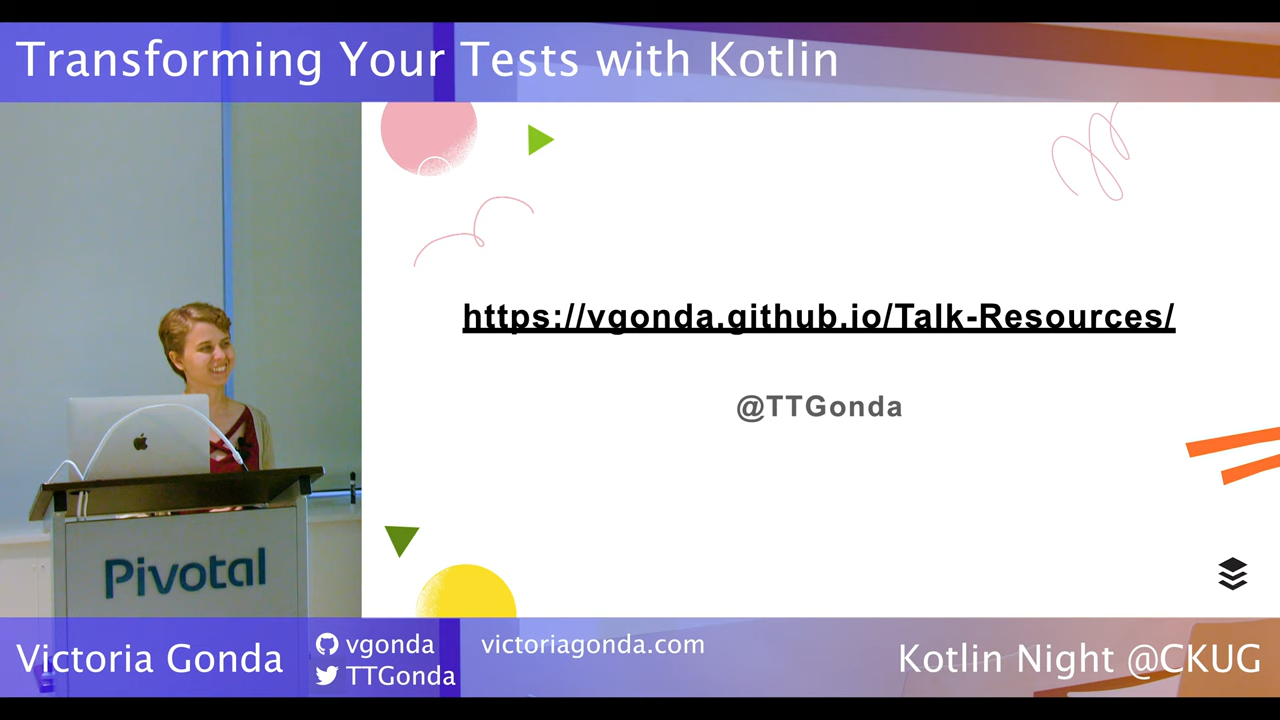 Transforming Your Tests with Kotlin
https://vgonda.github.io/Talk-Resources/
@TTGonda
Pivotal
Victoria Gonda
vgonda
TTGonda
victoriagonda.com
Kotlin Night @CKUG